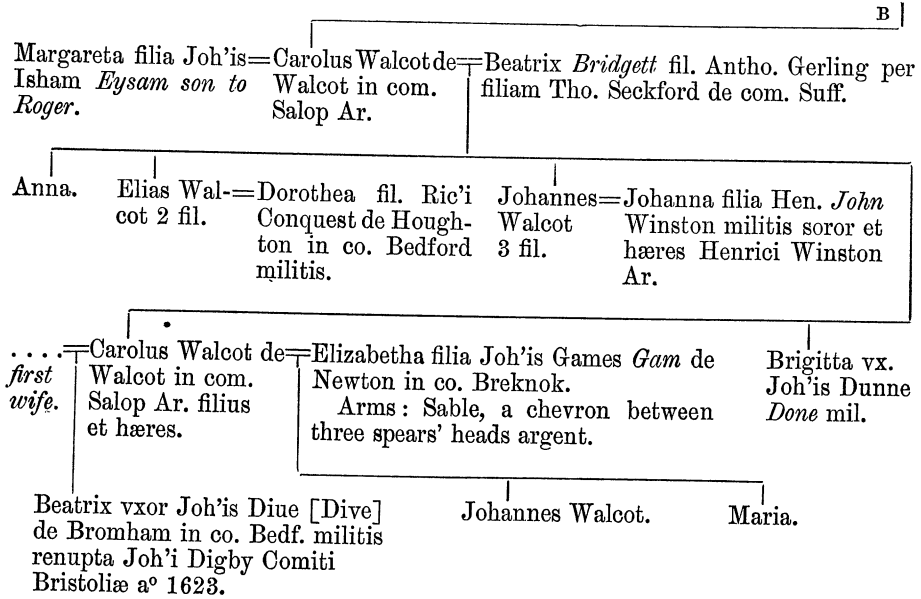 B
Margareta filia Joh'is=
Isham Eysam son to
Roger.
Carolus Walcot de=
Walcot in com.
Salop Ar.
Beatrix Bridgett fil. Antho. Gerling per
filiam Tho. Seckford de com. Suff.
Anna.
Elias Wal-=
cot 2 fil.
Dorothea fil. Ric'i
Conquest de Hough-
ton in co. Bedford
militis.
Johannes=
Walcot
3 fil.
Johanna filia Hen. John
Winston militis soror et
hæres Henrici Winston
Ar.
. . . .=
first
wife.
Carolus Walcot de=
Walcot in com.
Salop Ar. filius
et hæres.
Elizabetha filia Joh'is Games Gam de
Newton in co. Breknok.
Arms: Sable, a chevron between
three spears' heads argent.
Brigitta vx.
Joh'is Dunne
Done mil.
Beatrix vxor Joh'is Diue [Dive]
de Bromham in co. Bedf. militis
renupta Joh'i Digby Comiti
Bristoliæ aº 1623.
Johannes Walcot.
Maria.